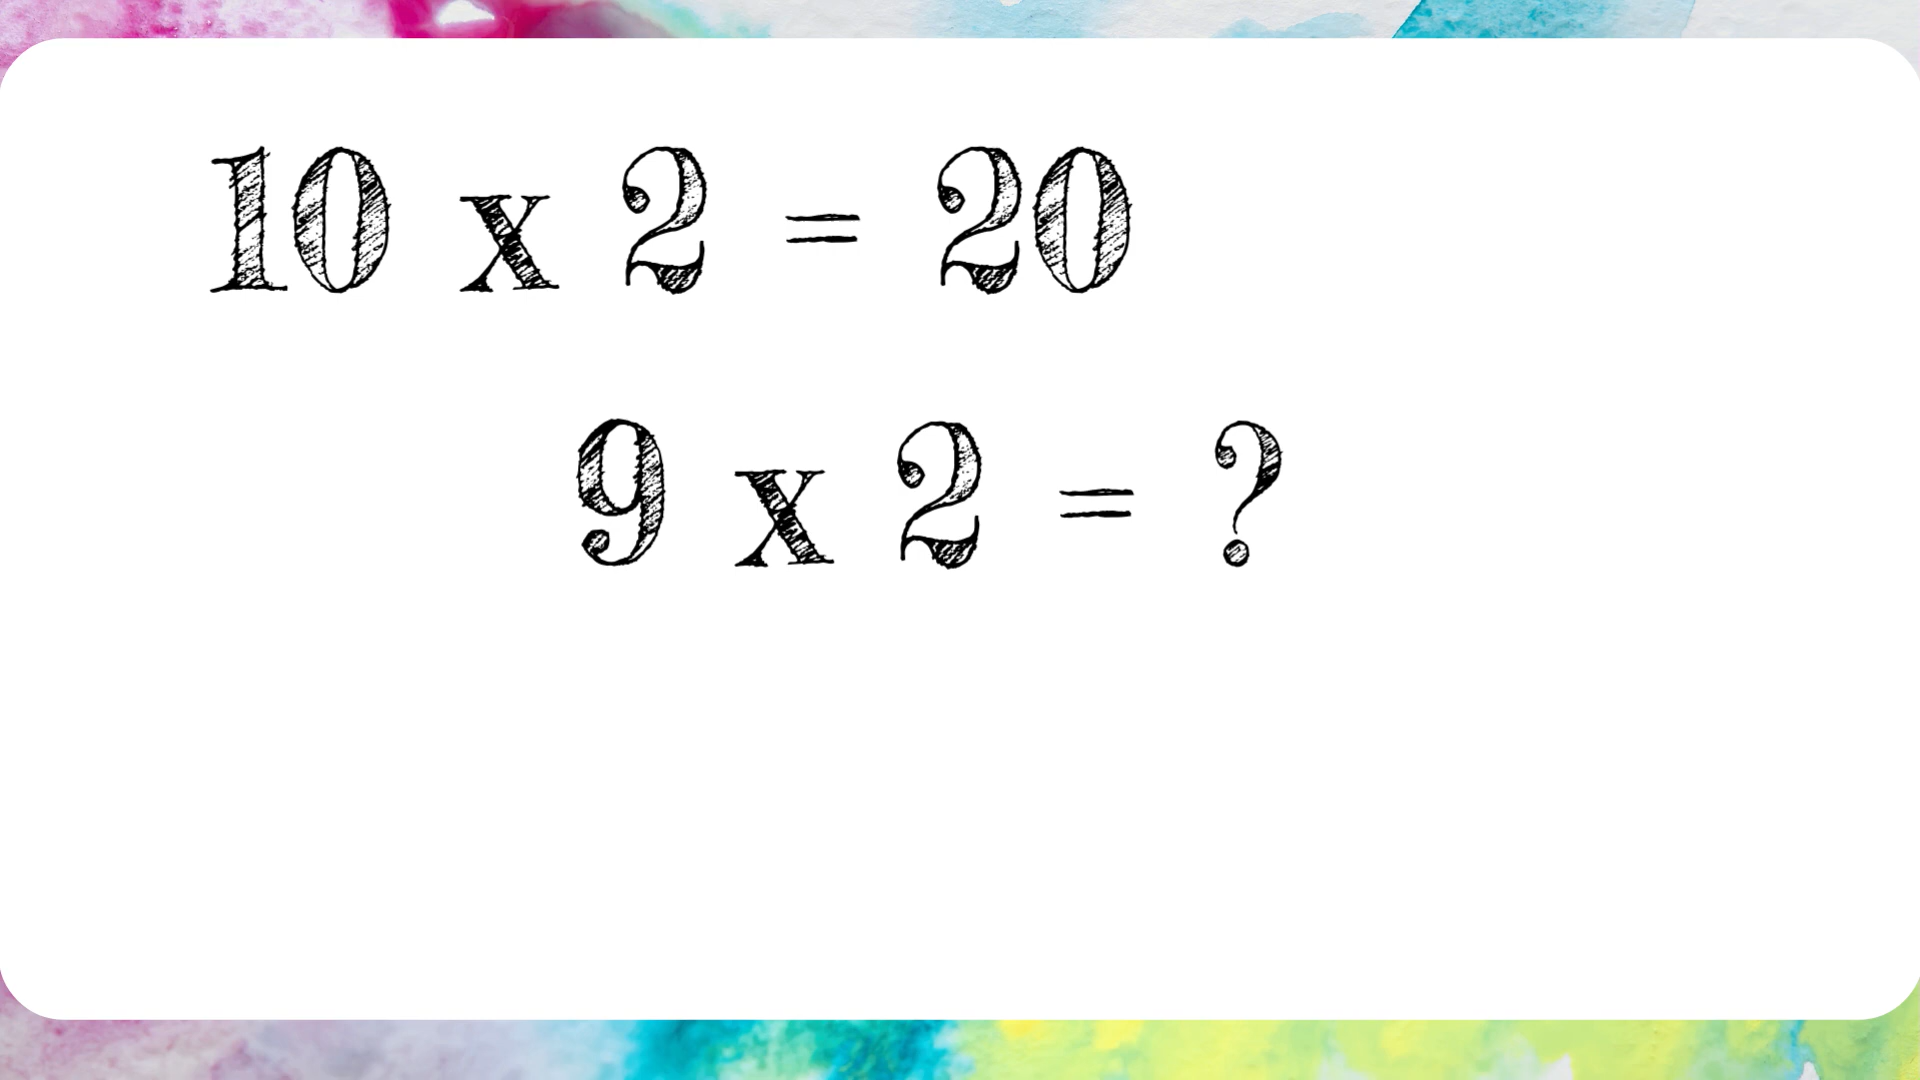 10 x 2 = 20
9 x 2 = ?